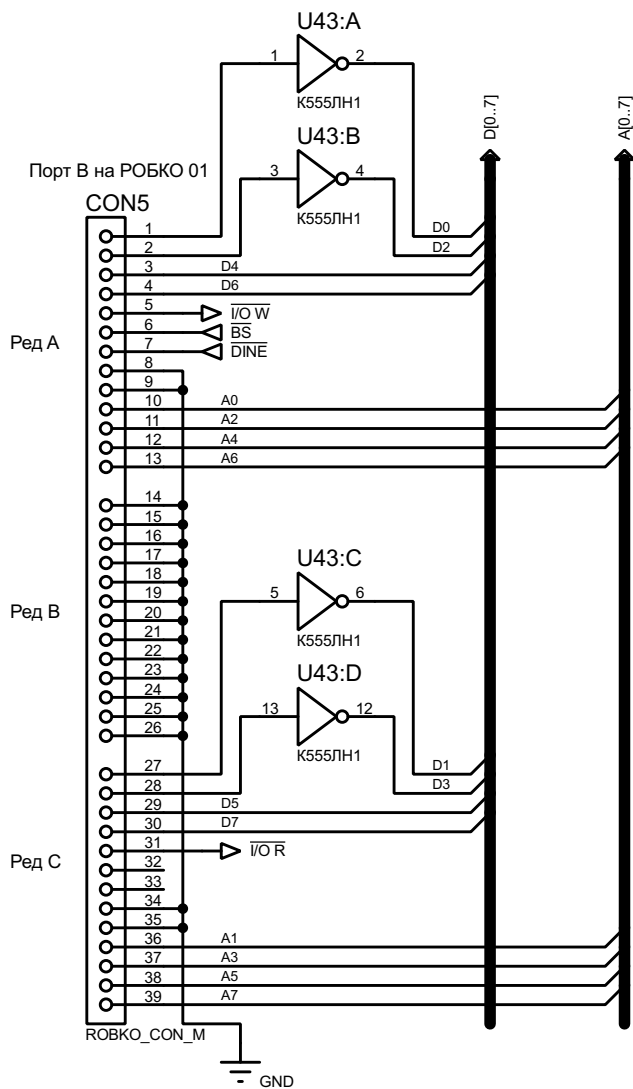 U43:A
1
2
К555ЛН1
U43:B
3
4
К555ЛН1
D[0..7]
A[0..7]
Порт B на РОБКО 01
CON5
1
D0
2
D2
3
D4
4
D6
5
I/O W
6
BS
7
DINE
Ред A
8
9
10
A0
11
A2
12
A4
13
A6
14
15
16
17
18
19
Ред B
20
21
22
23
24
25
26
U43:C
5
6
К555ЛН1
U43:D
13
12
К555ЛН1
27
D1
28
D3
29
D5
30
D7
31
I/O R
Ред C
32
33
34
35
36
A1
37
A3
38
A5
39
A7
ROBKO_CON_M
GND